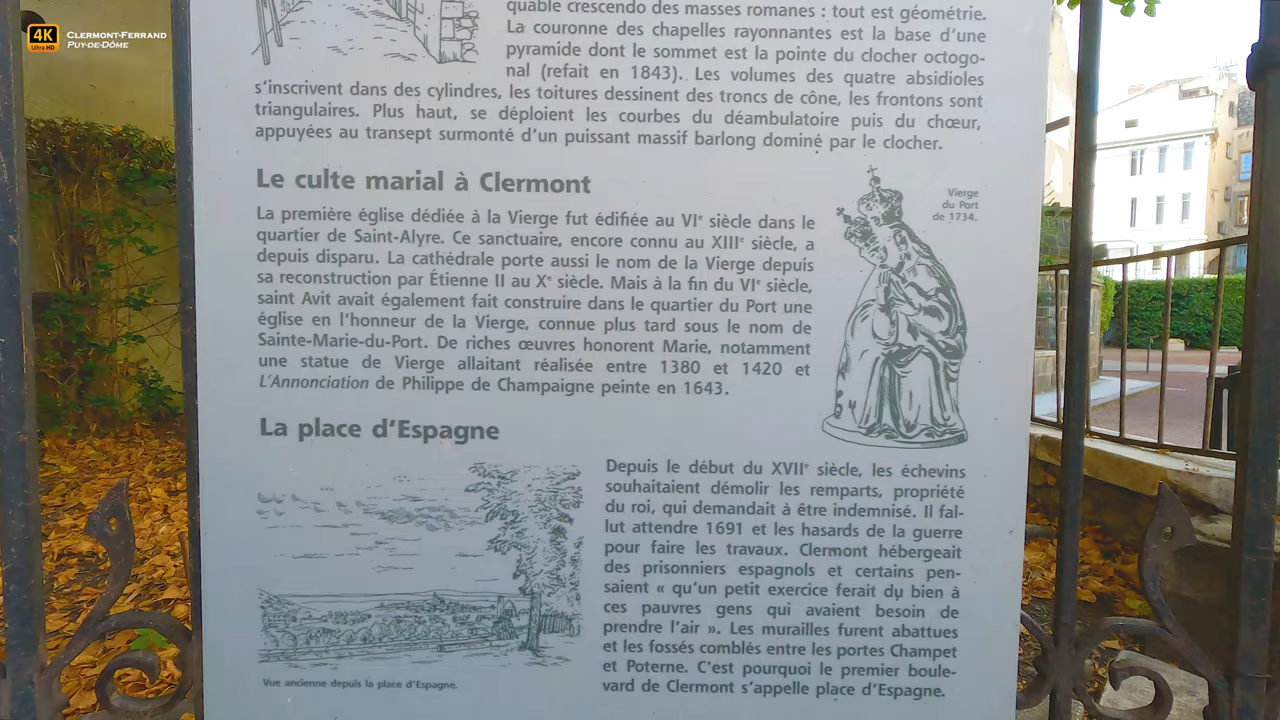 4K
Ultra HD
CLERMONT-FERRAND
PUY-DE-DÔME
quable crescendo des masses romanes : tout est géométrie.
La couronne des chapelles rayonnantes est la base d'une
pyramide dont le sommet est la pointe du clocher octogo-
nal (refait en 1843). Les volumes des quatre absidioles
s'inscrivent dans des cylindres, les toitures dessinent des troncs de cône, les frontons sont
triangulaires. Plus haut, se déploient les courbes du déambulatoire puis du chœur,
appuyées au transept surmonté d'un puissant massif barlong dominé par le clocher.
Le culte marial à Clermont
La première église dédiée à la Vierge fut édifiée au VIe siècle dans le
quartier de Saint-Alyre. Ce sanctuaire, encore connu au XIIIe siècle, a
depuis disparu. La cathédrale porte aussi le nom de la Vierge depuis
sa reconstruction par Étienne II au Xe siècle. Mais à la fin du VIe siècle,
saint Avit avait également fait construire dans le quartier du Port une
église en l'honneur de la Vierge, connue plus tard sous le nom de
Sainte-Marie-du-Port. De riches œuvres honorent Marie, notamment
une statue de Vierge allaitant réalisée entre 1380 et 1420 et
L'Annonciation de Philippe de Champaigne peinte en 1643.
Vierge
du Port
de 1734.
La place d'Espagne
Depuis le début du XVIIe siècle, les échevins
souhaitaient démolir les remparts, propriété
du roi, qui demandait à être indemnisé. Il fal-
lut attendre 1691 et les hasards de la guerre
pour faire les travaux. Clermont hébergeait
des prisonniers espagnols et certains pen-
saient « qu'un petit exercice ferait du bien à
ces pauvres gens qui avaient besoin de
prendre l'air ». Les murailles furent abattues
et les fossés comblés entre les portes Champet
et Poterne. C'est pourquoi le premier boule-
vard de Clermont s'appelle place d'Espagne.
Vue ancienne depuis la place d'Espagne.